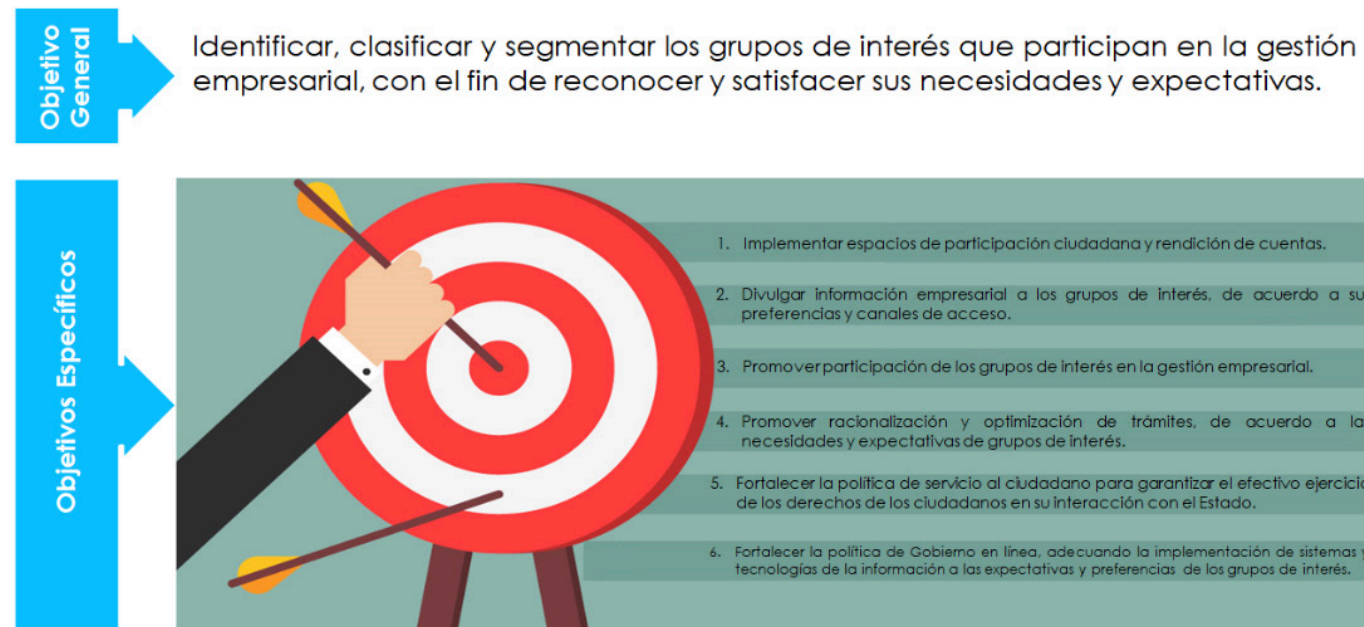 Objetivo
General
Identificar, clasificar y segmentar los grupos de interés que participan en la gestión
empresarial, con el fin de reconocer y satisfacer sus necesidades y expectativas.
Objetivos Específicos
1. Implementar espacios de participación ciudadana y rendición de cuentas.
2. Divulgar información empresarial a los grupos de interés, de acuerdo a su
preferencias y canales de acceso.
3. Promover participación de los grupos de interés en la gestión empresarial.
4. Promover racionalización y optimización de trámites, de acuerdo a la
necesidades y expectativas de grupos de interés.
5. Fortalecer la política de servicio al ciudadano para garantizar el efectivo ejercicio
de los derechos de los ciudadanos en su interacción con el Estado.
6. Fortalecer la política de Gobierno en línea, adecuando la implementación de sistemas y
tecnologías de la información a las expectativas y preferencias de los grupos de interés.